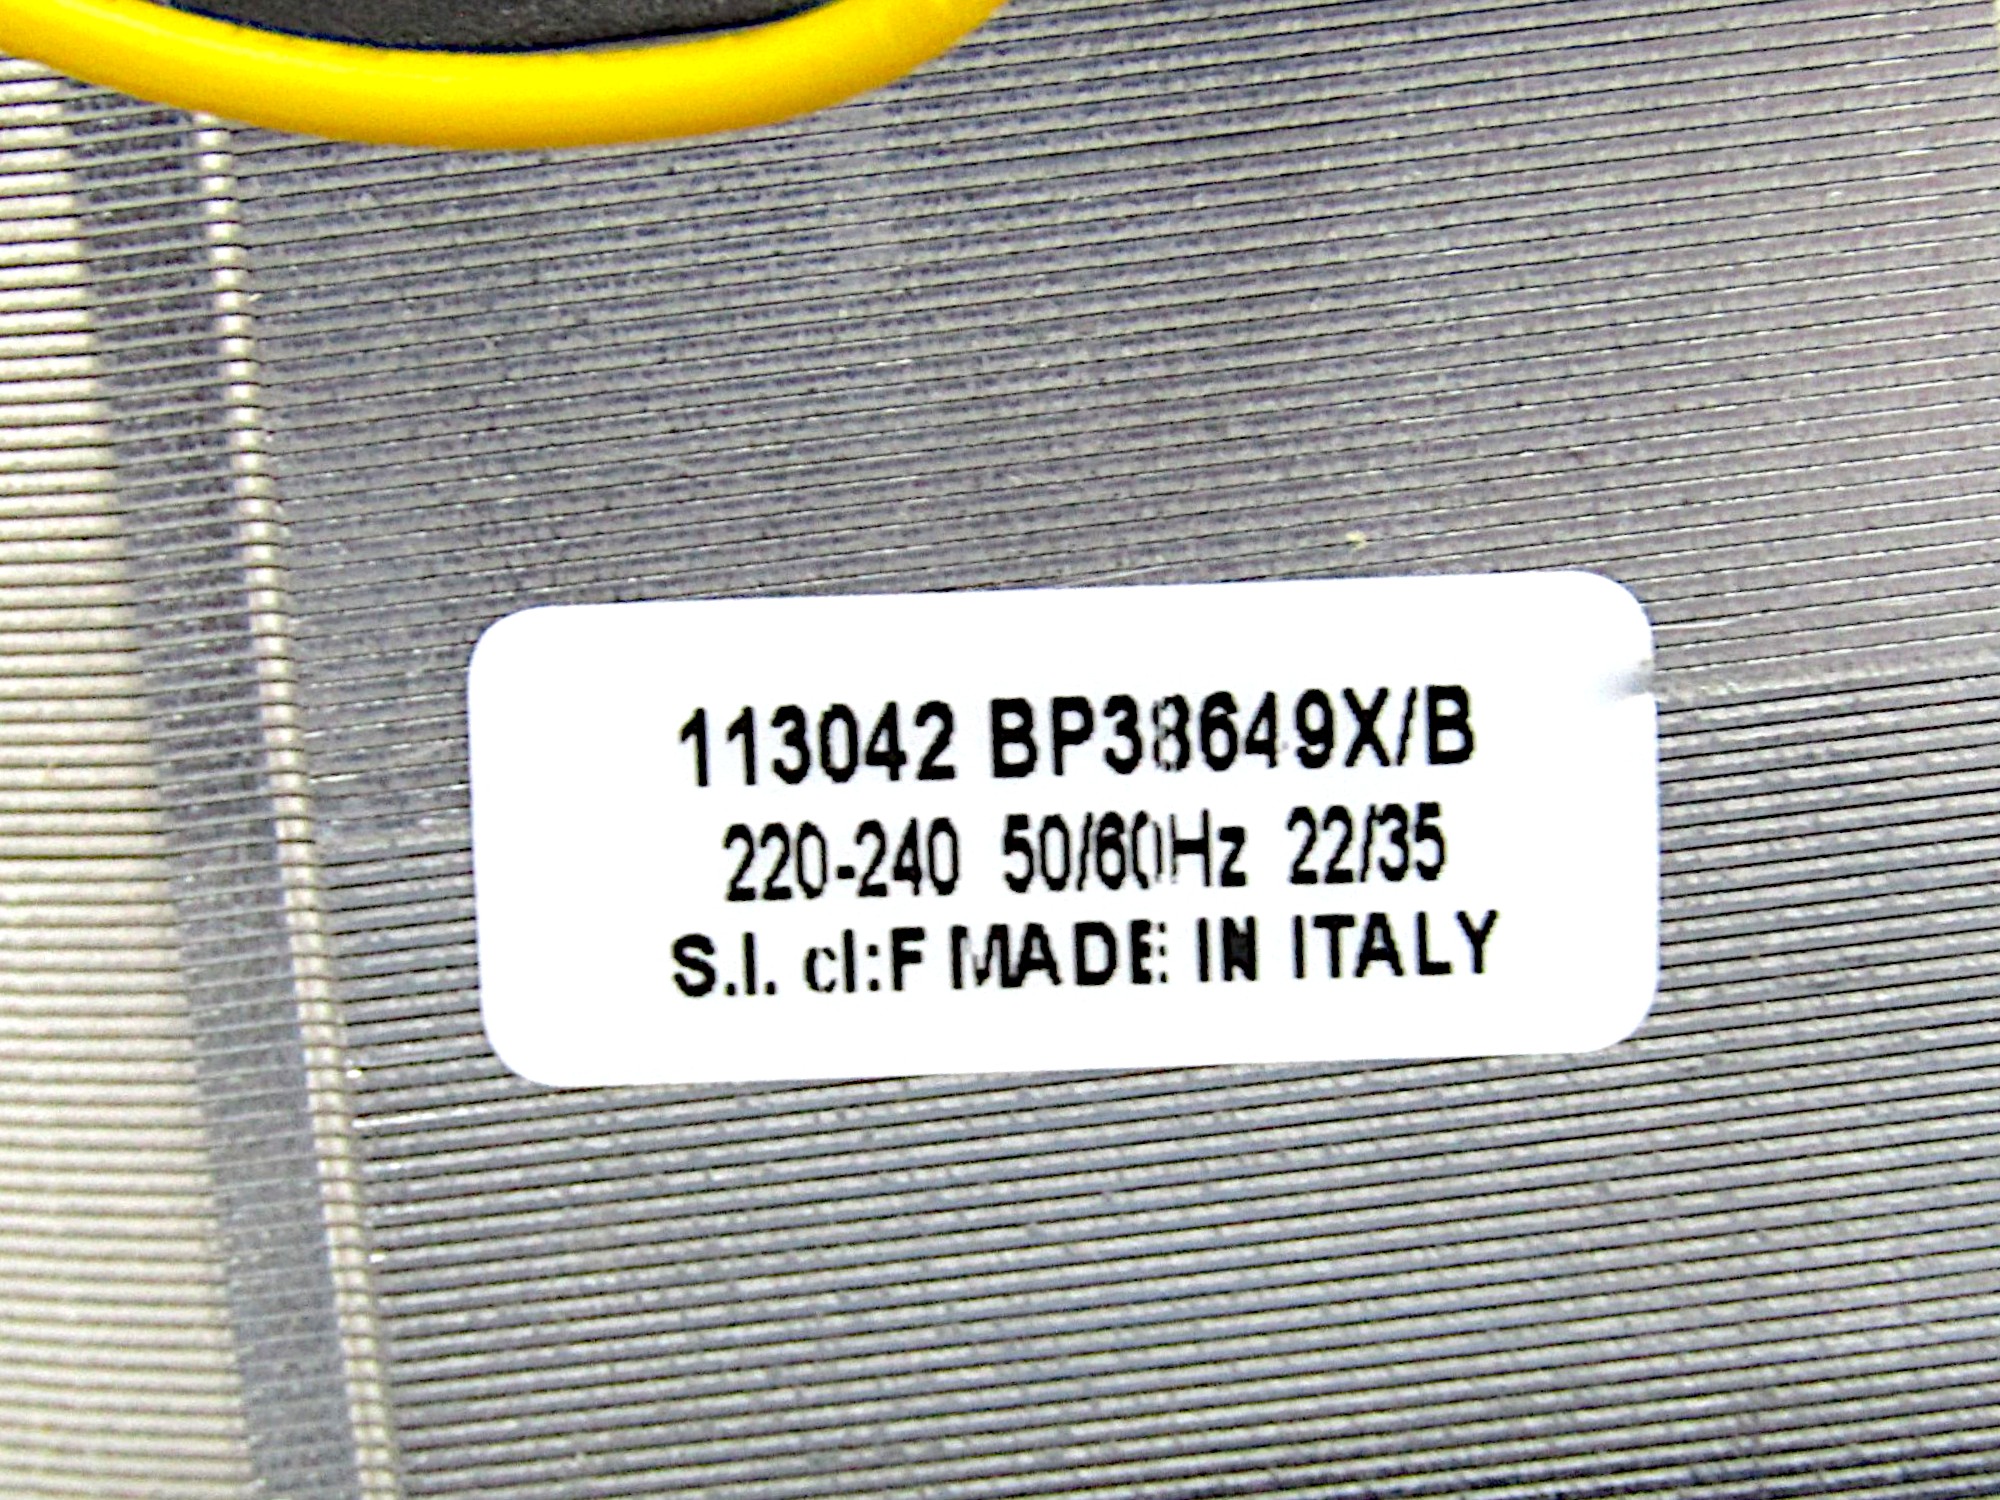 113042 BP38649X/B
220-240 50/60Hz 22/35
S.I. cl:F MADE IN ITALY